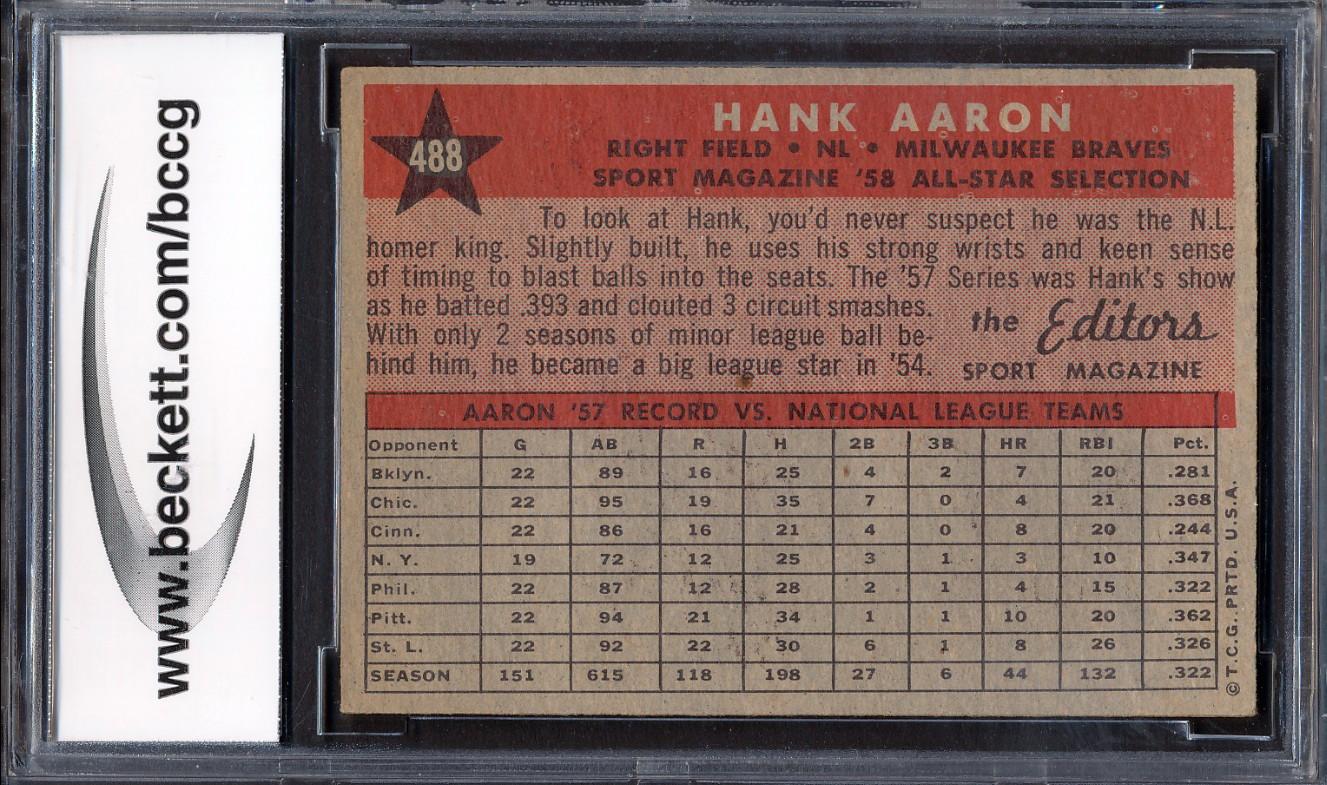 www.beckett.com/bccg
488
HANK AARON
RIGHT FIELD • NL • MILWAUKEE BRAVES
SPORT MAGAZINE '58 ALL-STAR SELECTION
To look at Hank, you'd never suspect he was the N.L.
homer king. Slightly built, he uses his strong wrists and keen sense
of timing to blast balls into the seats. The '57 Series was Hank's show
as he batted .393 and clouted 3 circuit smashes.
With only 2 seasons of minor league ball be-
hind him, he became a big league star in '54.
the Editors
SPORT MAGAZINE
AARON '57 RECORD VS. NATIONAL LEAGUE TEAMS
Opponent G AB R H 2B 3B HR RBI Pct.
Bklyn. 22 89 16 25 4 2 7 20 .281
Chic. 22 95 19 35 7 0 4 21 .368
Cinn. 22 86 16 21 4 0 8 20 .244
N. Y. 19 72 12 25 3 1 3 10 .347
Phil. 22 87 12 28 2 1 4 15 .322
Pitt. 22 94 21 34 1 1 10 20 .362
St. L. 22 92 22 30 6 1 8 26 .326
SEASON 151 615 118 198 27 6 44 132 .322
© T.C.G. PRTD. U.S.A.